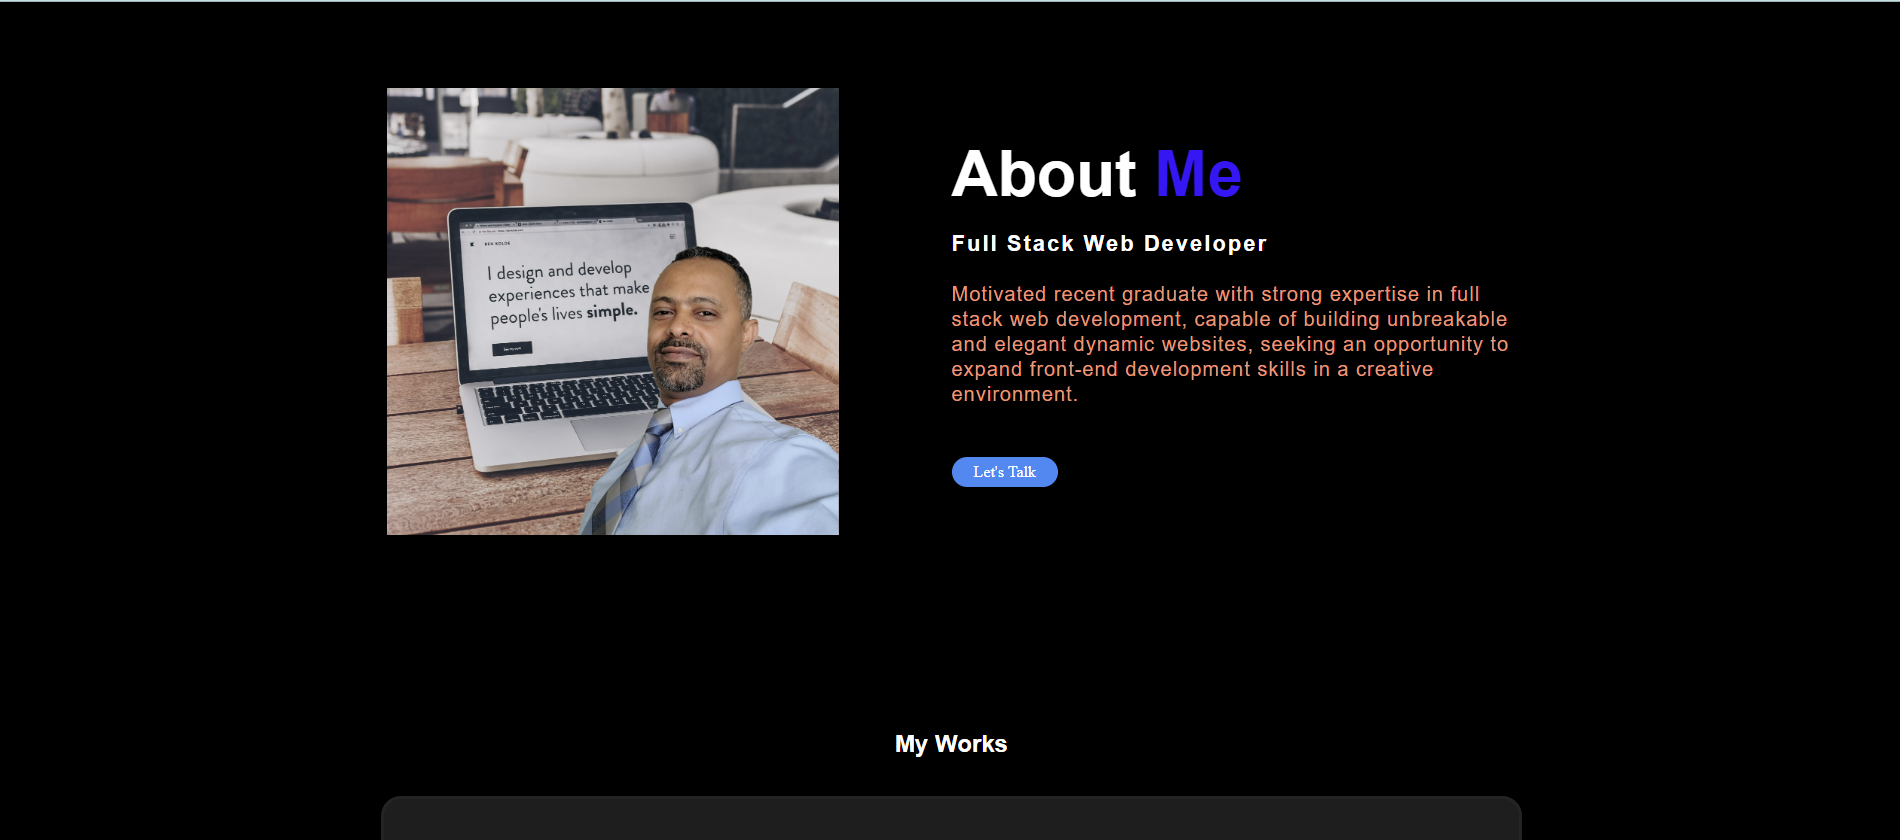 About Me
Full Stack Web Developer
Motivated recent graduate with strong expertise in full
stack web development, capable of building unbreakable
and elegant dynamic websites, seeking an opportunity to
expand front-end development skills in a creative
environment.
Let's Talk
I design and develop
experiences that make
people's lives simple.
My Works